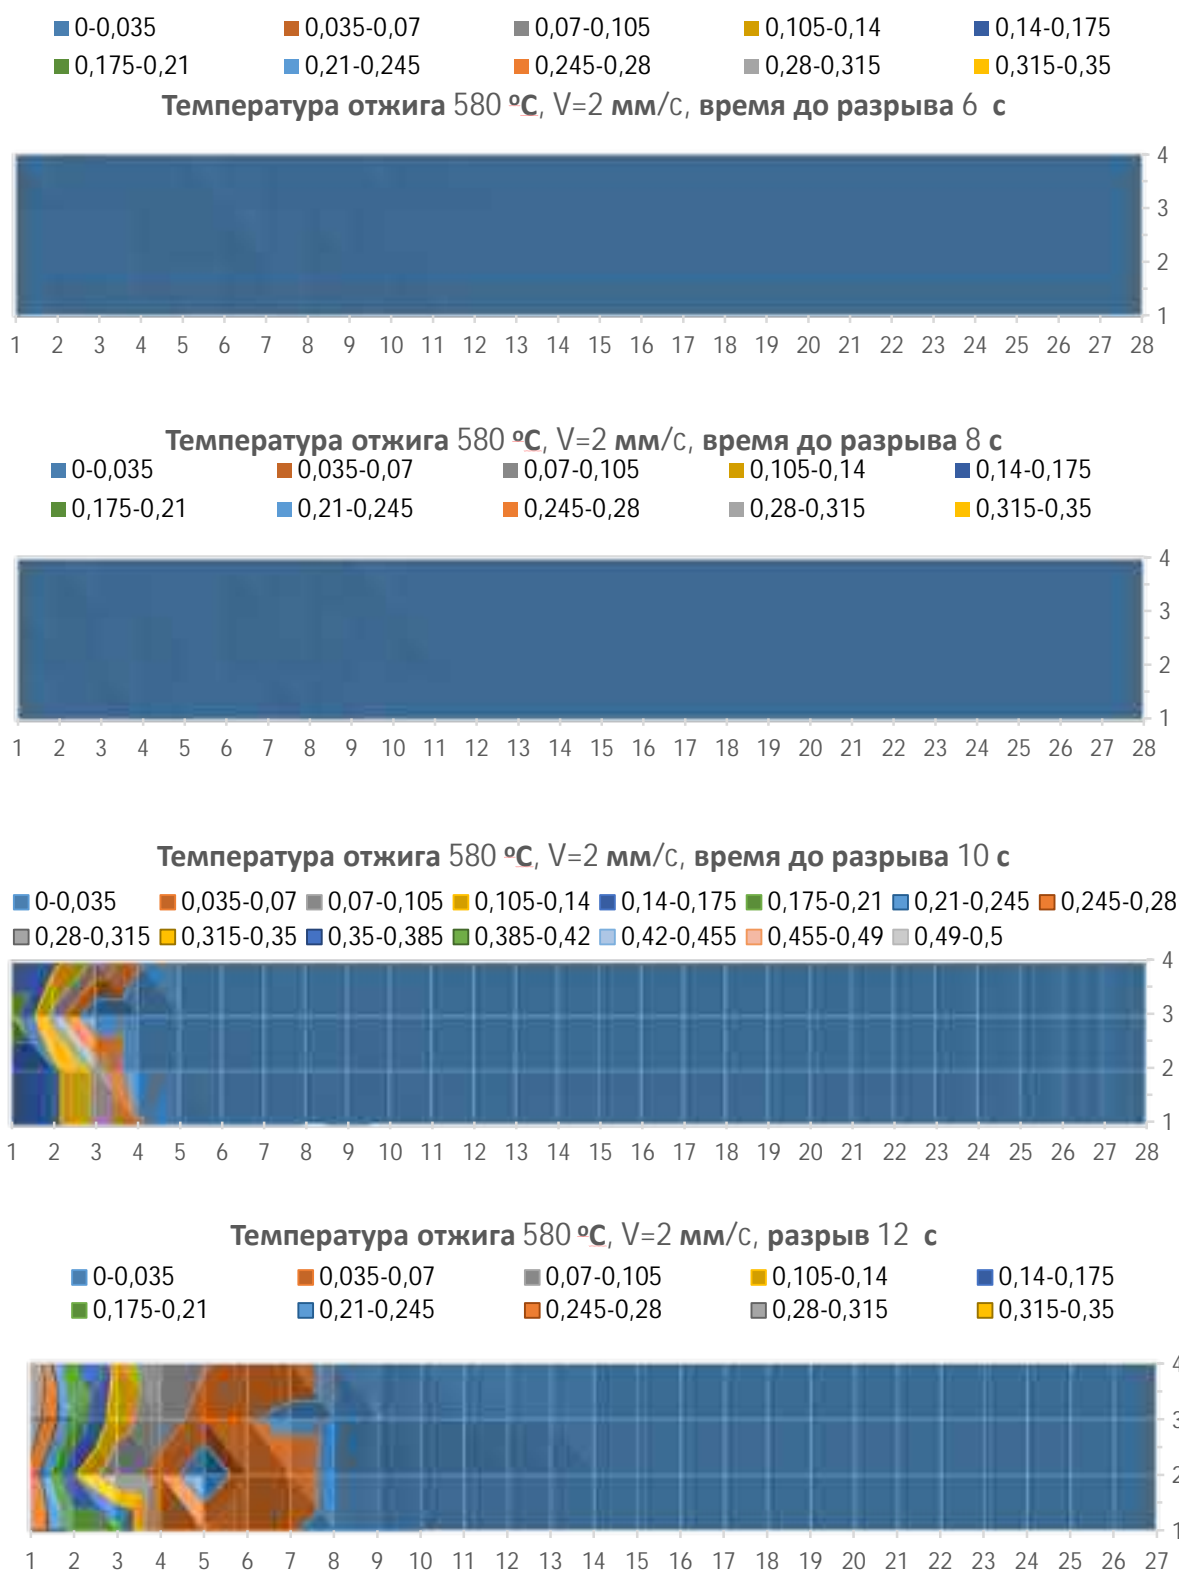 0-0,035 0,035-0,07 0,07-0,105 0,105-0,14 0,14-0,175
0,175-0,21 0,21-0,245 0,245-0,28 0,28-0,315 0,315-0,35
Температура отжига 580 ºС, V=2 мм/с, время до разрыва 6 с
4
3
2
1
1 2 3 4 5 6 7 8 9 10 11 12 13 14 15 16 17 18 19 20 21 22 23 24 25 26 27 28
Температура отжига 580 ºС, V=2 мм/с, время до разрыва 8 с
0-0,035 0,035-0,07 0,07-0,105 0,105-0,14 0,14-0,175
0,175-0,21 0,21-0,245 0,245-0,28 0,28-0,315 0,315-0,35
4
3
2
1
1 2 3 4 5 6 7 8 9 10 11 12 13 14 15 16 17 18 19 20 21 22 23 24 25 26 27 28
Температура отжига 580 ºС, V=2 мм/с, время до разрыва 10 с
0-0,035 0,035-0,07 0,07-0,105 0,105-0,14 0,14-0,175 0,175-0,21 0,21-0,245 0,245-0,28
0,28-0,315 0,315-0,35 0,35-0,385 0,385-0,42 0,42-0,455 0,455-0,49 0,49-0,5
4
3
2
1
1 2 3 4 5 6 7 8 9 10 11 12 13 14 15 16 17 18 19 20 21 22 23 24 25 26 27 28
Температура отжига 580 ºС, V=2 мм/с, разрыв 12 с
0-0,035 0,035-0,07 0,07-0,105 0,105-0,14 0,14-0,175
0,175-0,21 0,21-0,245 0,245-0,28 0,28-0,315 0,315-0,35
4
3
2
1
1 2 3 4 5 6 7 8 9 10 11 12 13 14 15 16 17 18 19 20 21 22 23 24 25 26 27